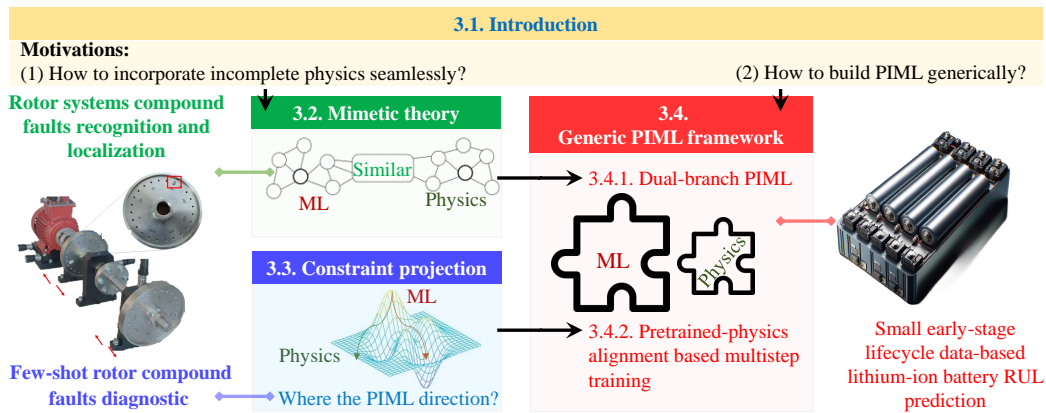 3.1. Introduction
Motivations:
(1) How to incorporate incomplete physics seamlessly?
(2) How to build PIML generically?
Rotor systems compound
faults recognition and
localization
3.2. Mimetic theory
Similar
ML
Physics
3.3. Constraint projection
ML
Physics
Where the PIML direction?
Few-shot rotor compound
faults diagnostic
3.4.
Generic PIML framework
3.4.1. Dual-branch PIML
ML
Physics
3.4.2. Pretrained-physics
alignment based multistep
training
Small early-stage
lifecycle data-based
lithium-ion battery RUL
prediction